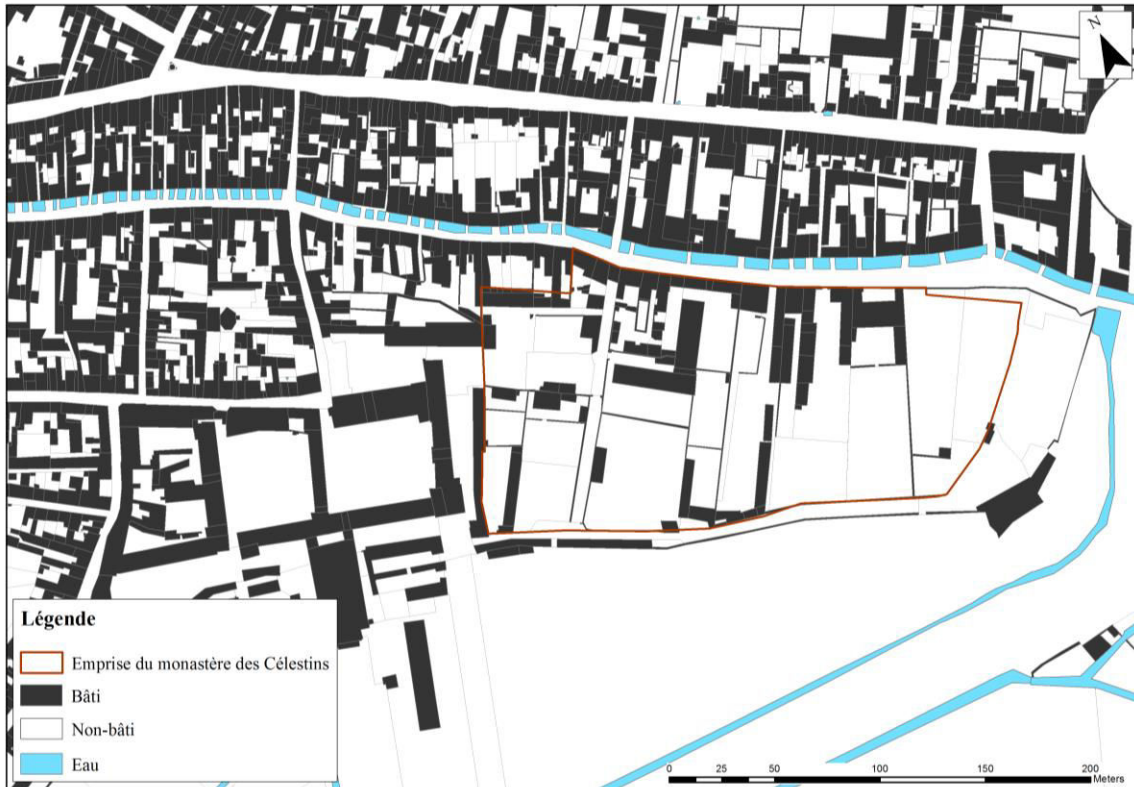 N
Légende
Emprise du monastère des Célestins
Bâti
Non-bâti
Eau
0 25 50 100 150 200
Meters